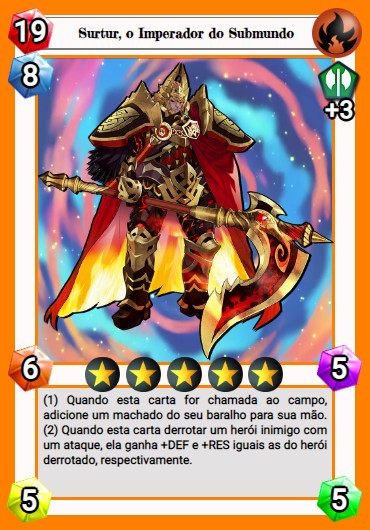 19
Surtur, o Imperador do Submundo
8
+3
6
5
(1) Quando esta carta for chamada ao campo,
adicione um machado do seu baralho para sua mão.
(2) Quando esta carta derrotar um herói inimigo com
um ataque, ela ganha +DEF e +RES iguais as do herói
derrotado, respectivamente.
5
5